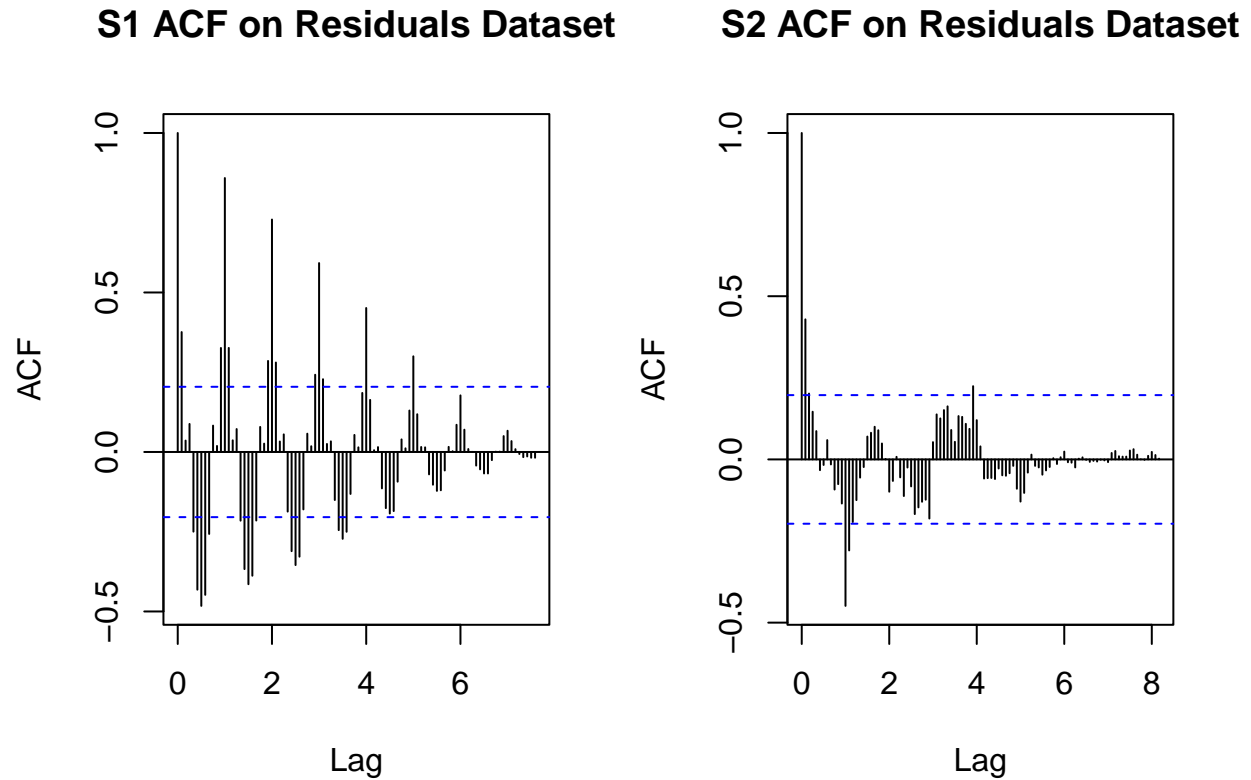 S1 ACF on Residuals Dataset
ACF
1.0
0.5
0.0
−0.5
0 2 4 6
Lag
S2 ACF on Residuals Dataset
ACF
1.0
0.5
0.0
−0.5
0 2 4 6 8
Lag